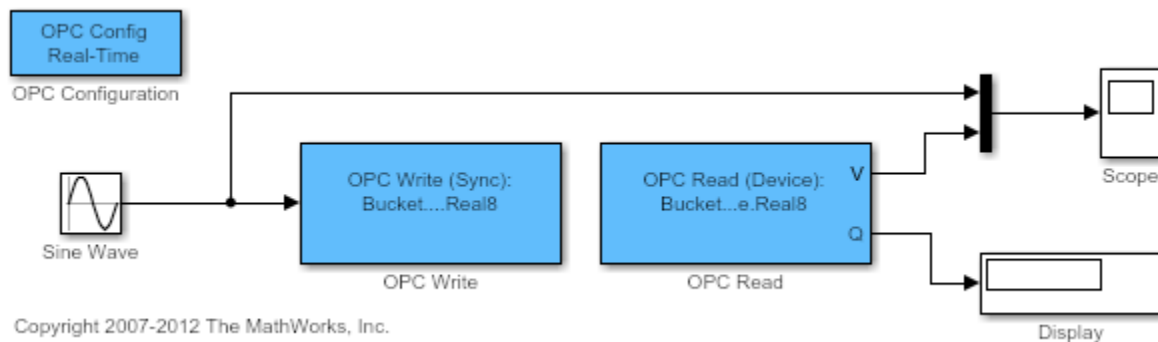 OPC Config
Real-Time
OPC Configuration
OPC Write (Sync):
Bucket....Real8
OPC Read (Device):
Bucket...e.Real8
V
Q
Scope
Sine Wave
OPC Write
OPC Read
Display
Copyright 2007-2012 The MathWorks, Inc.